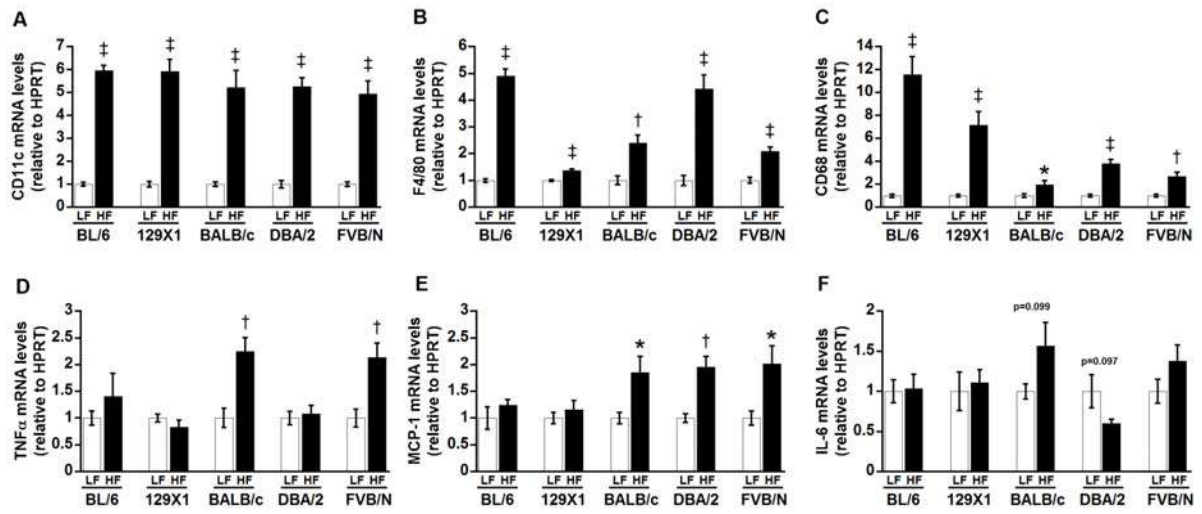 A
CD11c mRNA levels
(relative to HPRT)
7
6
5
4
3
2
1
0
‡ ‡ ‡ ‡ ‡
LF HF LF HF LF HF LF HF LF HF
BL/6 129X1 BALB/c DBA/2 FVB/N
B
F4/80 mRNA levels
(relative to HPRT)
6
5
4
3
2
1
0
‡ ‡ † ‡ ‡
LF HF LF HF LF HF LF HF LF HF
BL/6 129X1 BALB/c DBA/2 FVB/N
C
CD68 mRNA levels
(relative to HPRT)
14
12
10
8
6
4
2
0
‡ ‡ * ‡ †
LF HF LF HF LF HF LF HF LF HF
BL/6 129X1 BALB/c DBA/2 FVB/N
D
TNFα mRNA levels
(relative to HPRT)
3
2.5
2
1.5
1
0.5
0
† †
LF HF LF HF LF HF LF HF LF HF
BL/6 129X1 BALB/c DBA/2 FVB/N
E
MCP-1 mRNA levels
(relative to HPRT)
3
2.5
2
1.5
1
0.5
0
* † *
LF HF LF HF LF HF LF HF LF HF
BL/6 129X1 BALB/c DBA/2 FVB/N
F
IL-6 mRNA levels
(relative to HPRT)
2
1.5
1
0.5
0
p=0.099
p=0.097
LF HF LF HF LF HF LF HF LF HF
BL/6 129X1 BALB/c DBA/2 FVB/N